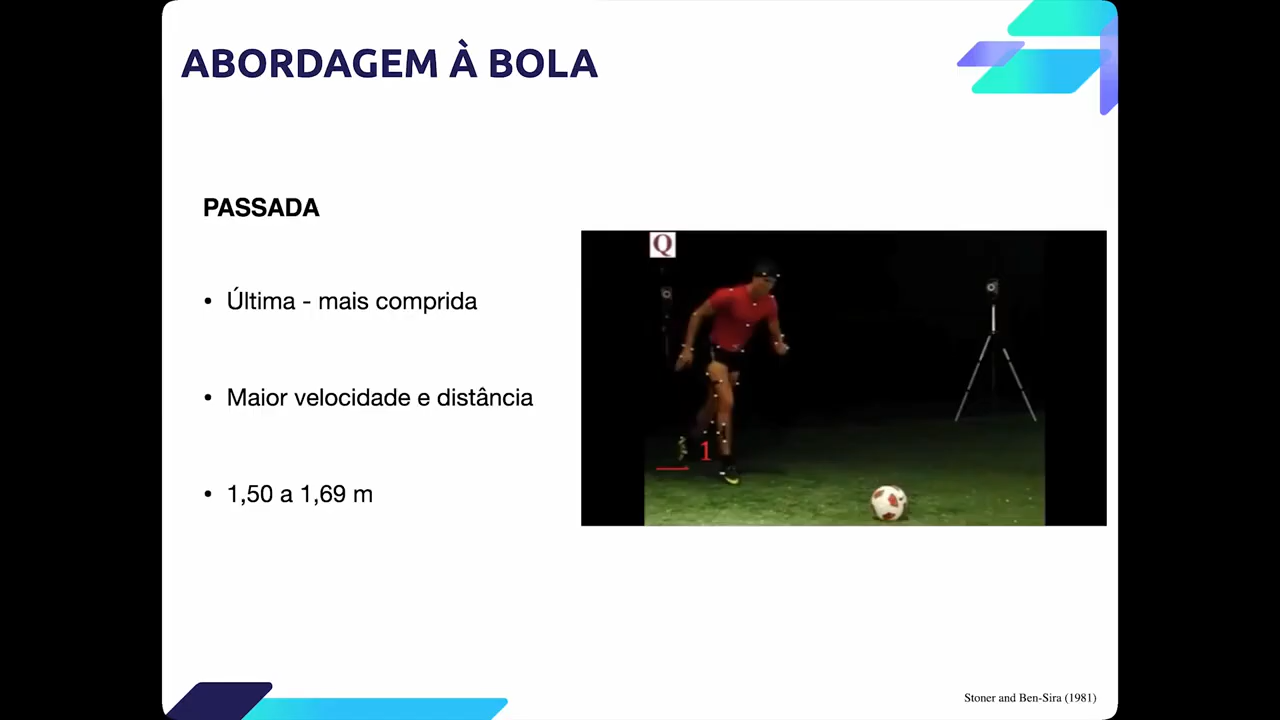 ABORDAGEM À BOLA
PASSADA
• Última - mais comprida
• Maior velocidade e distância
• 1,50 a 1,69 m
Q
1
Stoner and Ben-Sira (1981)